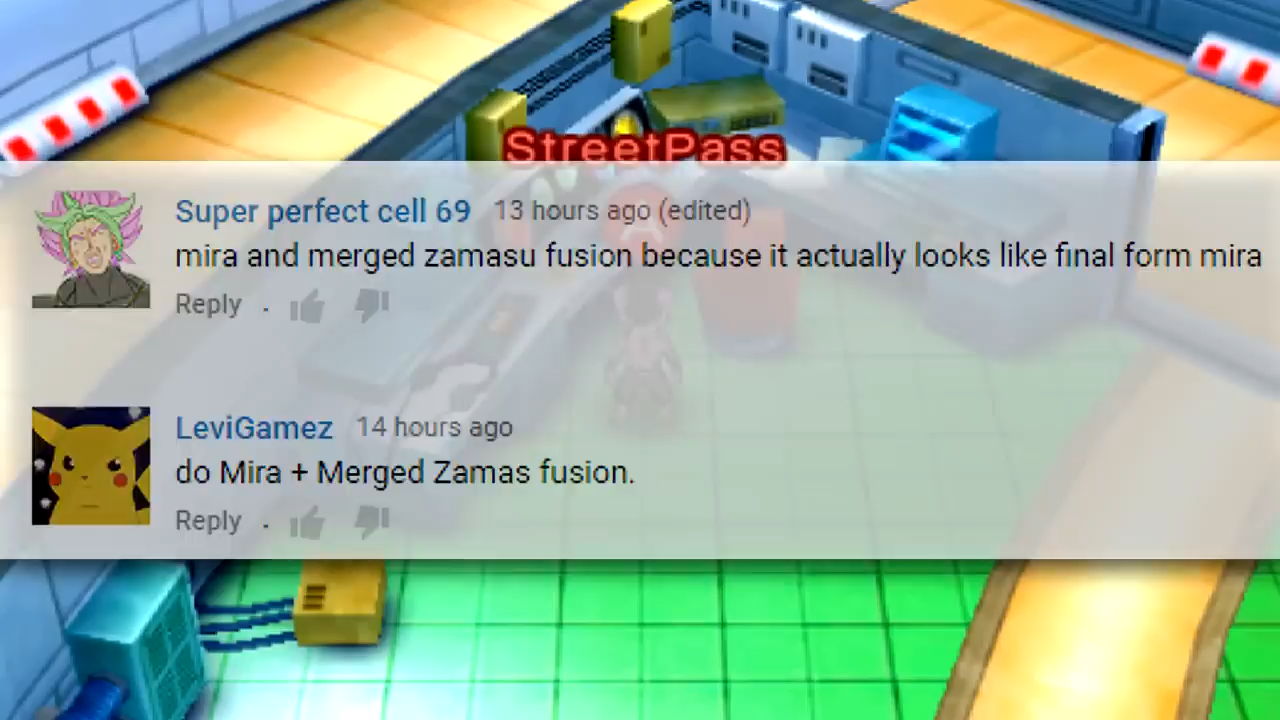 StreetPass
Super perfect cell 69 13 hours ago (edited)
mira and merged zamasu fusion because it actually looks like final form mira
Reply .
LeviGamez 14 hours ago
do Mira + Merged Zamas fusion.
Reply .